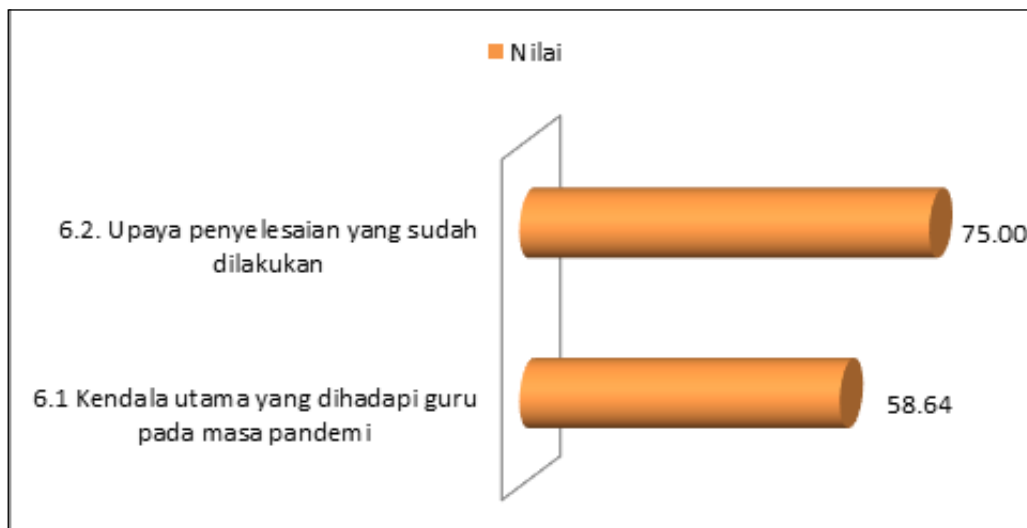 Nilai
6.2. Upaya penyelesaian yang sudah
dilakukan
75.00
6.1 Kendala utama yang dihadapi guru
pada masa pandemi
58.64